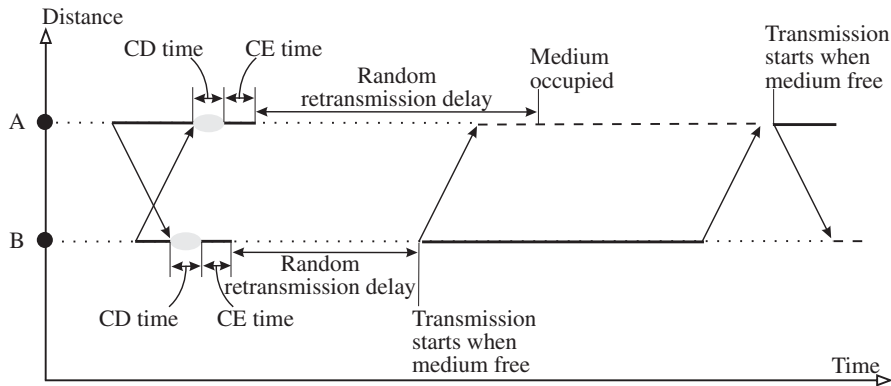 Distance
CD time
CE time
Random
retransmission delay
Medium
occupied
Transmission
starts when
medium free
A
B
Random
retransmission delay
CD time
CE time
Transmission
starts when
medium free
Time